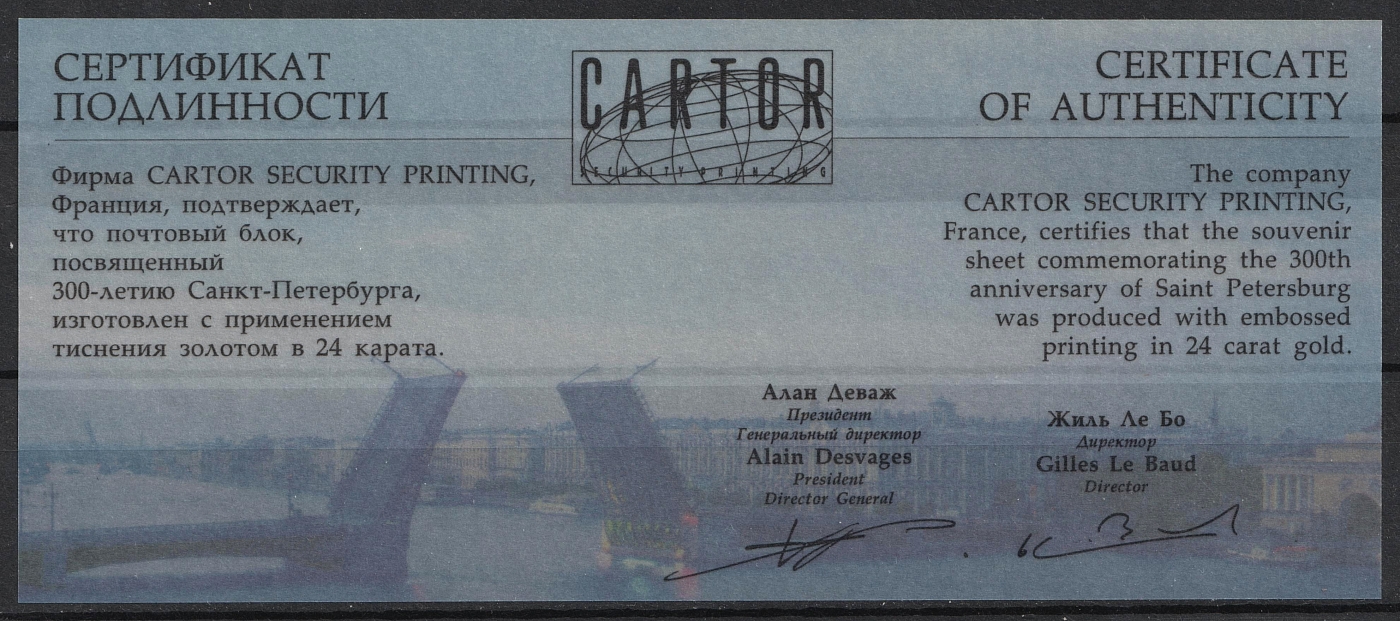 СЕРТИФИКАТ
ПОДЛИННОСТИ
Фирма CARTOR SECURITY PRINTING,
Франция, подтверждает,
что почтовый блок,
посвященный
300-летию Санкт-Петербурга,
изготовлен с применением
тиснения золотом в 24 карата.
CARTOR
SECURITY PRINTING
CERTIFICATE
OF AUTHENTICITY
The company
CARTOR SECURITY PRINTING,
France, certifies that the souvenir
sheet commemorating the 300th
anniversary of Saint Petersburg
was produced with embossed
printing in 24 carat gold.
Алан Деваж
Президент
Генеральный директор
Alain Desvages
President
Director General
Жиль Ле Бо
Директор
Gilles Le Baud
Director